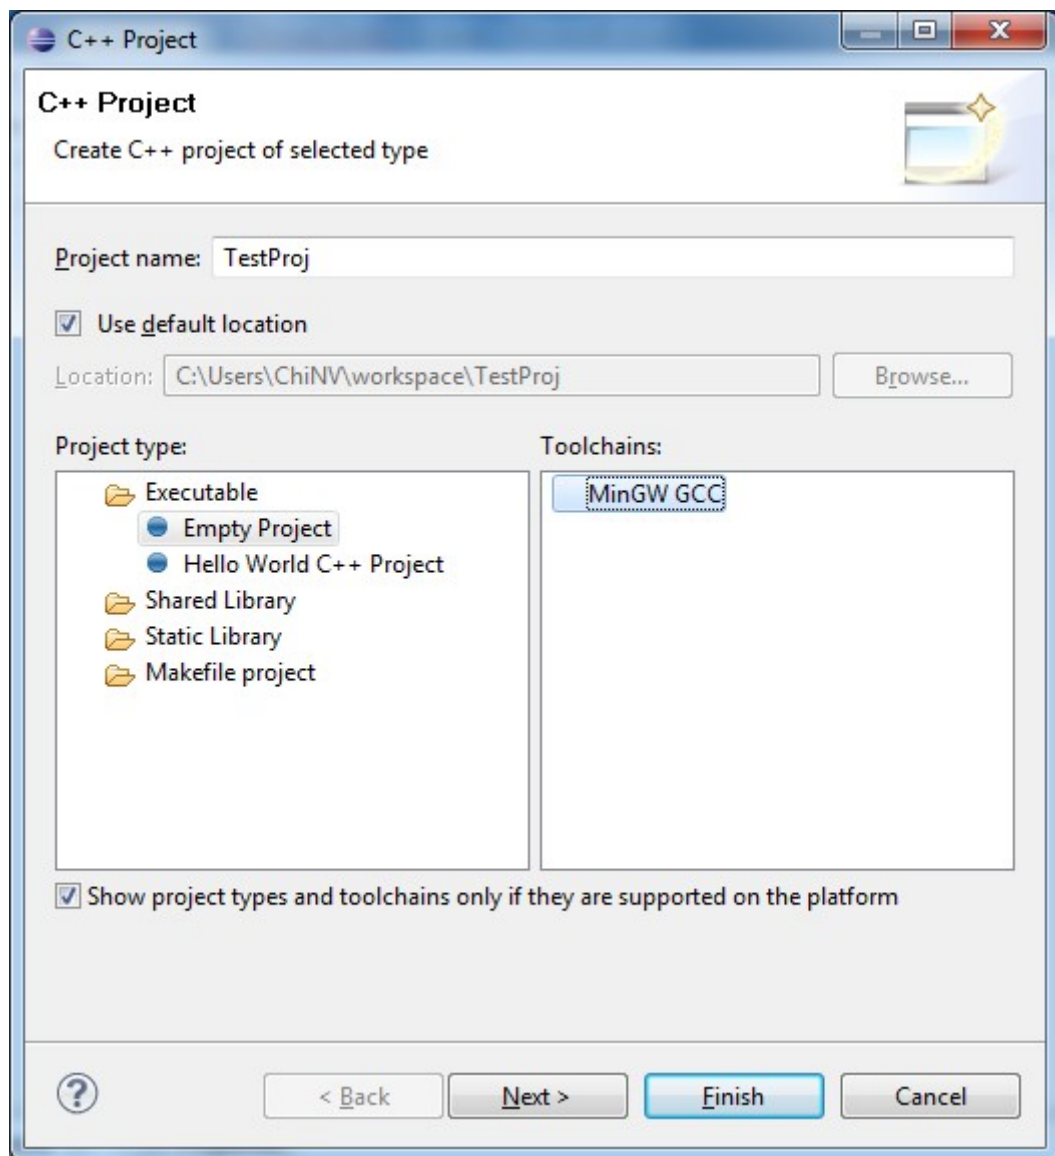 C++ Project
C++ Project
Create C++ project of selected type
Project name: TestProj
Use default location
Location: C:\Users\ChiNV\workspace\TestProj Browse...
Project type: Toolchains:
Executable MinGW GCC
Empty Project
Hello World C++ Project
Shared Library
Static Library
Makefile project
Show project types and toolchains only if they are supported on the platform
? < Back Next > Finish Cancel